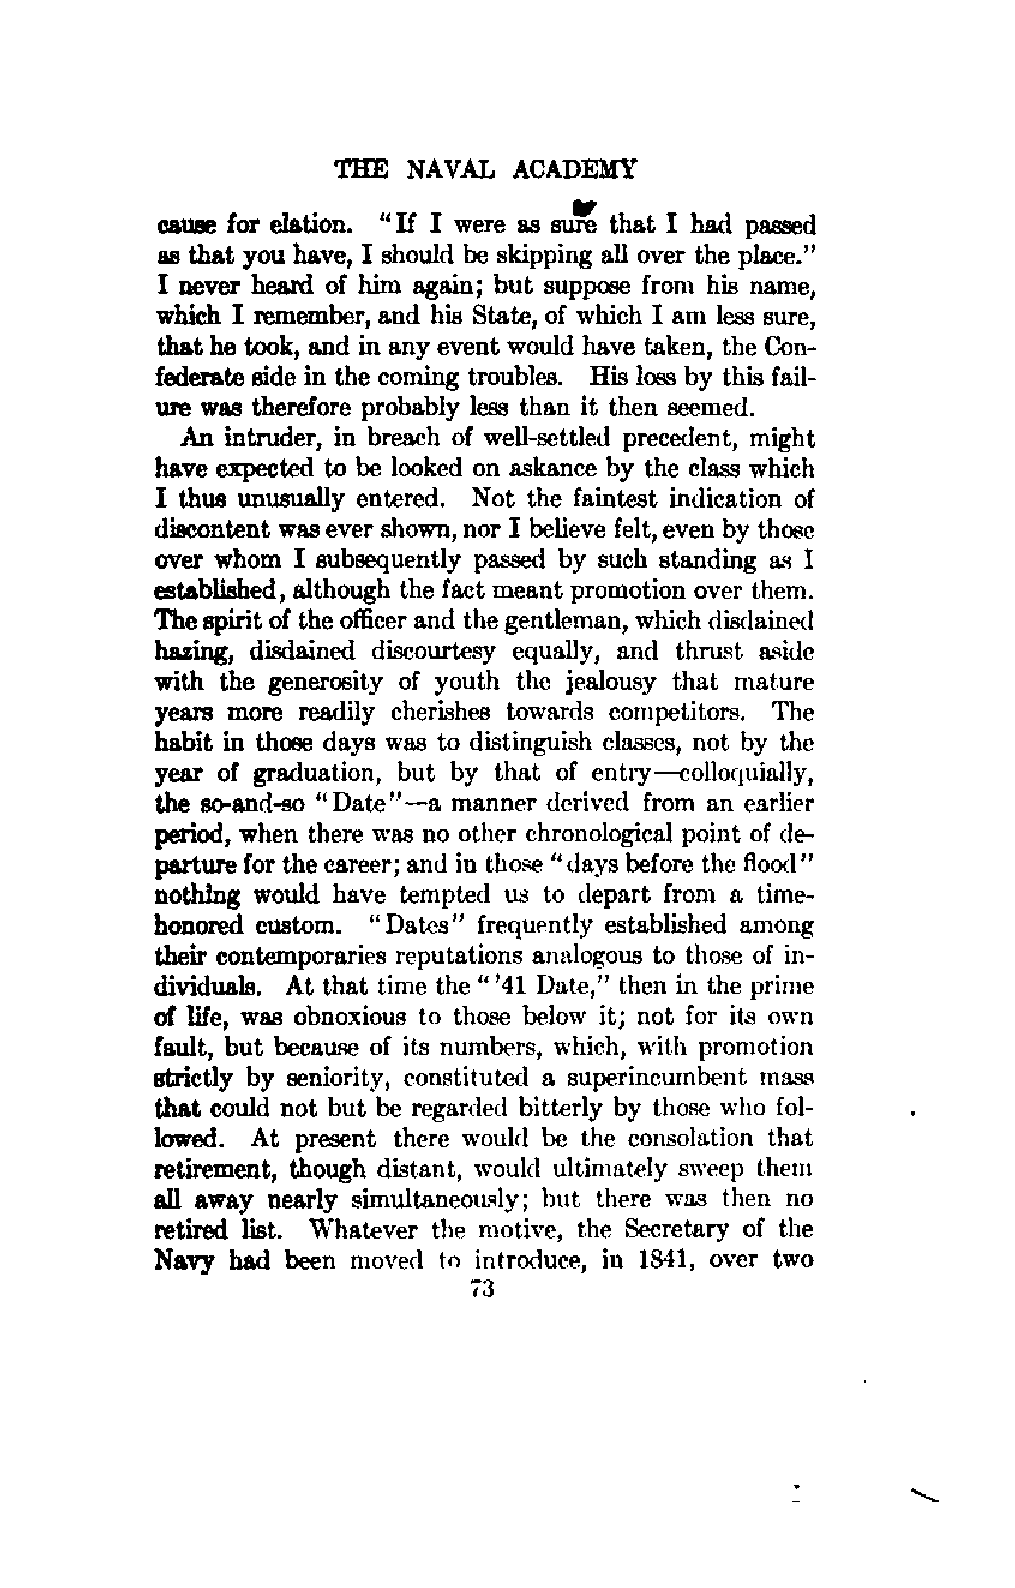 THE NAVAL ACADEMY
cause for elation. "If I were as sure that I had passed
as that you have, I should be skipping all over the place."
I never heard of him again; but suppose from his name,
which I remember, and his State, of which I am less sure,
that he took, and in any event would have taken, the Con-
federate side in the coming troubles. His loss by this fail-
ure was therefore probably less than it then seemed.
An intruder, in breach of well-settled precedent, might
have expected to be looked on askance by the class which
I thus unusually entered. Not the faintest indication of
discontent was ever shown, nor I believe felt, even by those
over whom I subsequently passed by such standing as I
established, although the fact meant promotion over them.
The spirit of the officer and the gentleman, which disdained
hazing, disdained discourtesy equally, and thrust aside
with the generosity of youth the jealousy that mature
years more readily cherishes towards competitors. The
habit in those days was to distinguish classes, not by the
year of graduation, but by that of entry—colloquially,
the so-and-so "Date"—a manner derived from an earlier
period, when there was no other chronological point of de-
parture for the career; and in those "days before the flood"
nothing would have tempted us to depart from a time-
honored custom. "Dates" frequently established among
their contemporaries reputations analogous to those of in-
dividuals. At that time the "'41 Date," then in the prime
of life, was obnoxious to those below it; not for its own
fault, but because of its numbers, which, with promotion
strictly by seniority, constituted a superincumbent mass
that could not but be regarded bitterly by those who fol-
lowed. At present there would be the consolation that
retirement, though distant, would ultimately sweep them
all away nearly simultaneously; but there was then no
retired list. Whatever the motive, the Secretary of the
Navy had been moved to introduce, in 1841, over two
73